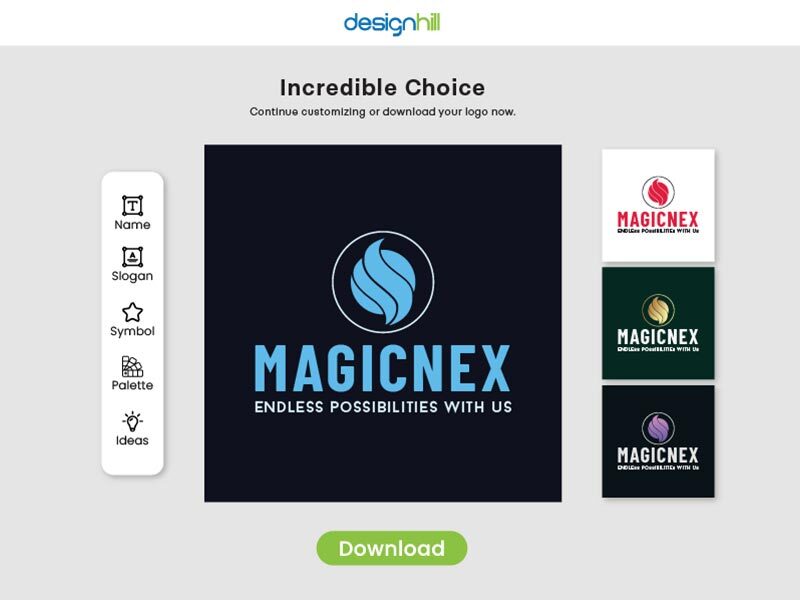 designhill
Incredible Choice
Continue customizing or download your logo now.
T
Name
A
Slogan
Symbol
Palette
Ideas
MAGICNEX
ENDLESS POSSIBILITIES WITH US
MAGICNEX
ENDLEss POssIBILITIES WITH Us
MAGICNEX
ENDLEss POssIBILITIES WITH Us
MAGICNEX
ENDLEss POssIBILITIES WITH Us
Download